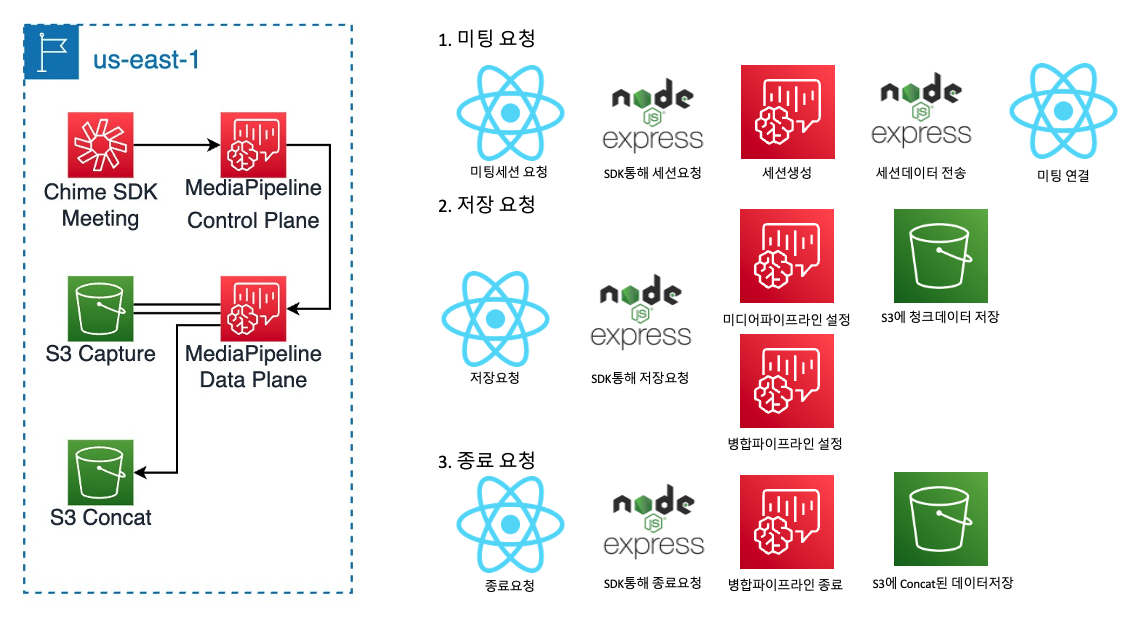 us-east-1
Chime SDK
Meeting
MediaPipeline
Control Plane
S3 Capture
MediaPipeline
Data Plane
S3 Concat
1. 미팅 요청
node
JS
express
node
JS
express
미팅세션 요청
SDK통해 세션요청
세션생성
세션데이터 전송
미팅 연결
2. 저장 요청
node
JS
express
미디어파이프라인 설정
S3에 청크데이터 저장
저장요청
SDK통해 저장요청
병합파이프라인 설정
3. 종료 요청
node
JS
express
종료요청
SDK통해 종료요청
병합파이프라인 종료
S3에 Concat된 데이터저장